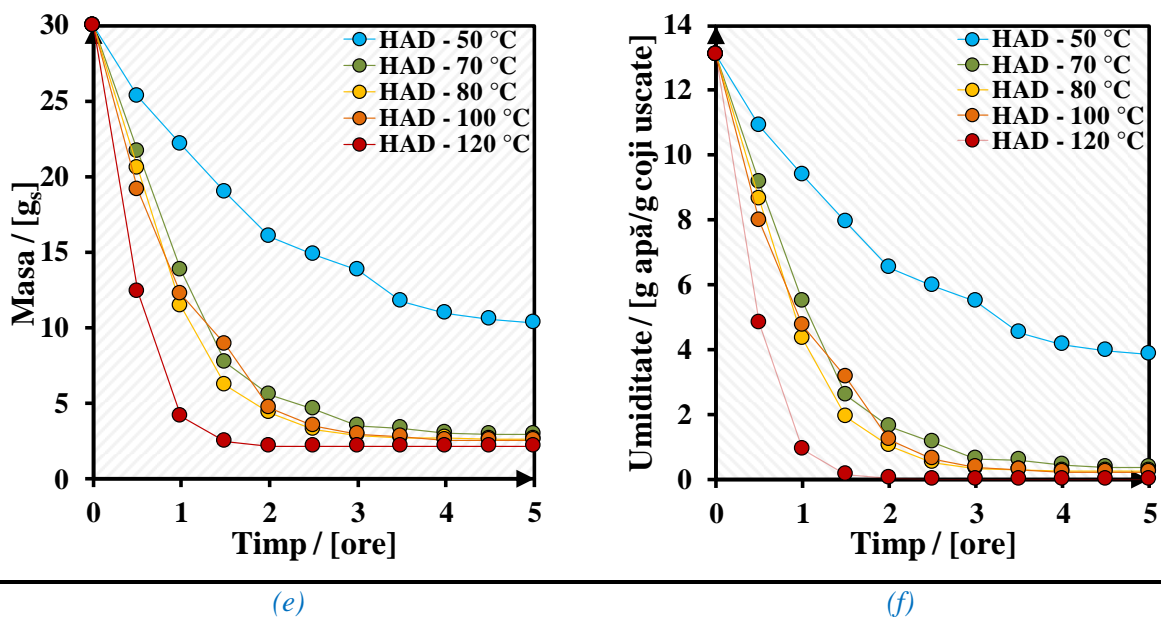 30
25
20
15
10
5
0
Masa / [gs]
HAD - 50 °C
HAD - 70 °C
HAD - 80 °C
HAD - 100 °C
HAD - 120 °C
0 1 2 3 4 5
Timp / [ore]
(e)
14
12
10
8
6
4
2
0
Umiditate / [g apă/g coji uscate]
HAD - 50 °C
HAD - 70 °C
HAD - 80 °C
HAD - 100 °C
HAD - 120 °C
0 1 2 3 4 5
Timp / [ore]
(f)